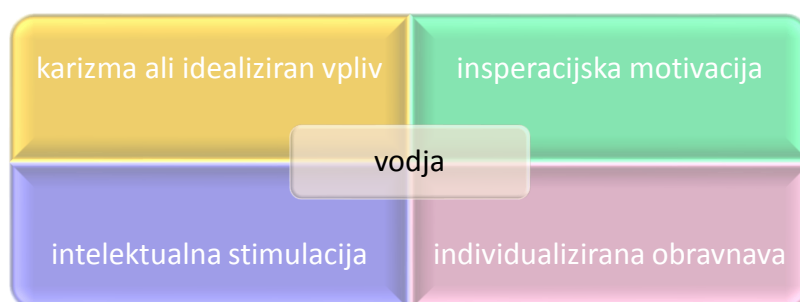 karizma ali idealiziran vpliv
insperacijska motivacija
vodja
intelektualna stimulacija
individualizirana obravnava